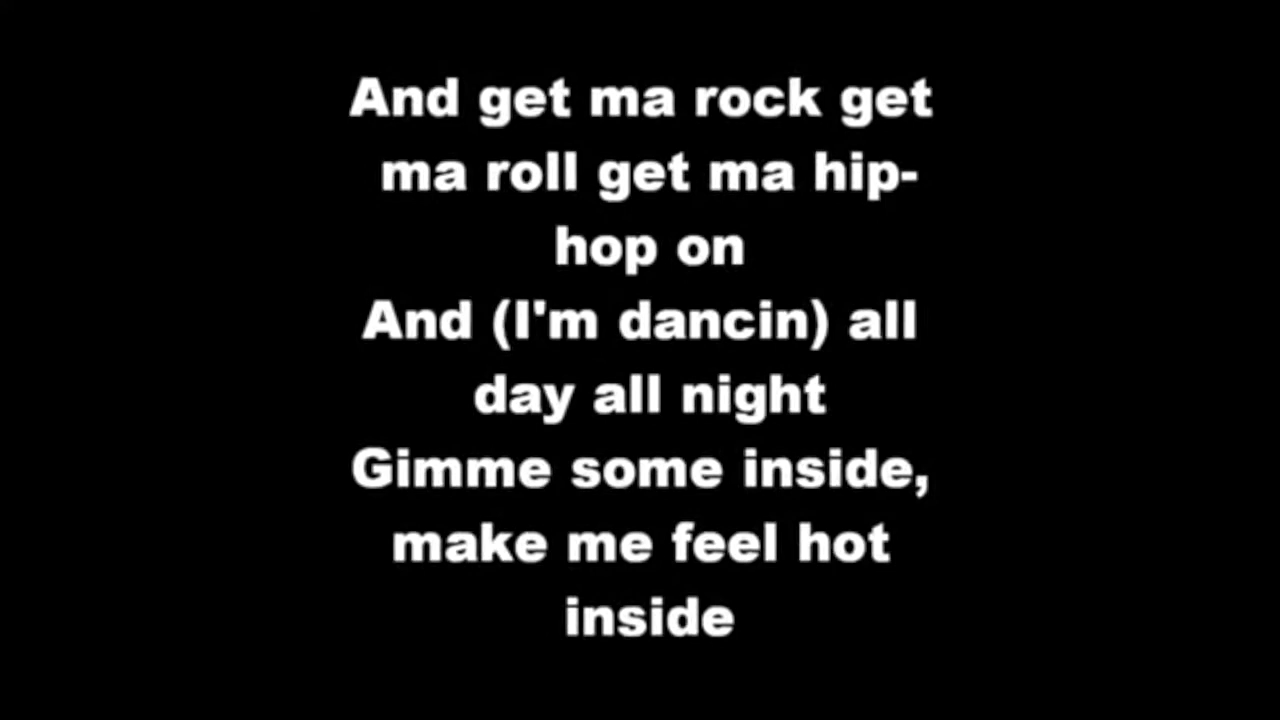 And get ma rock get
ma roll get ma hip-
hop on
And (I'm dancin) all
day all night
Gimme some inside,
make me feel hot
inside